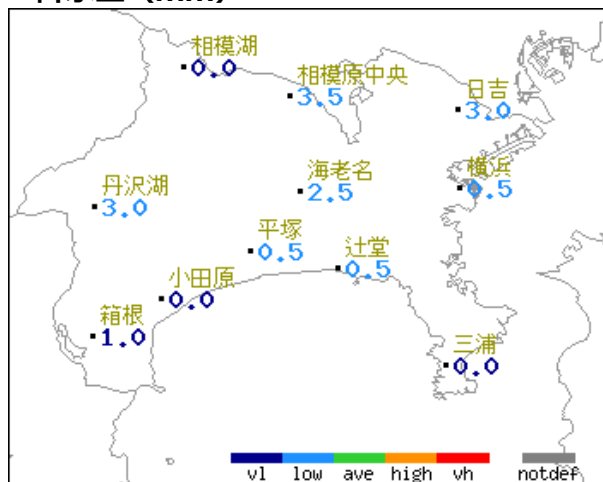 (mm)
相模湖
0.0
相模原中央
3.5
日吉
3.0
海老名
2.5
横浜
0.5
丹沢湖
3.0
平塚
0.5
辻堂
0.5
小田原
0.0
箱根
1.0
三浦
0.0
vl low ave high vh notdef